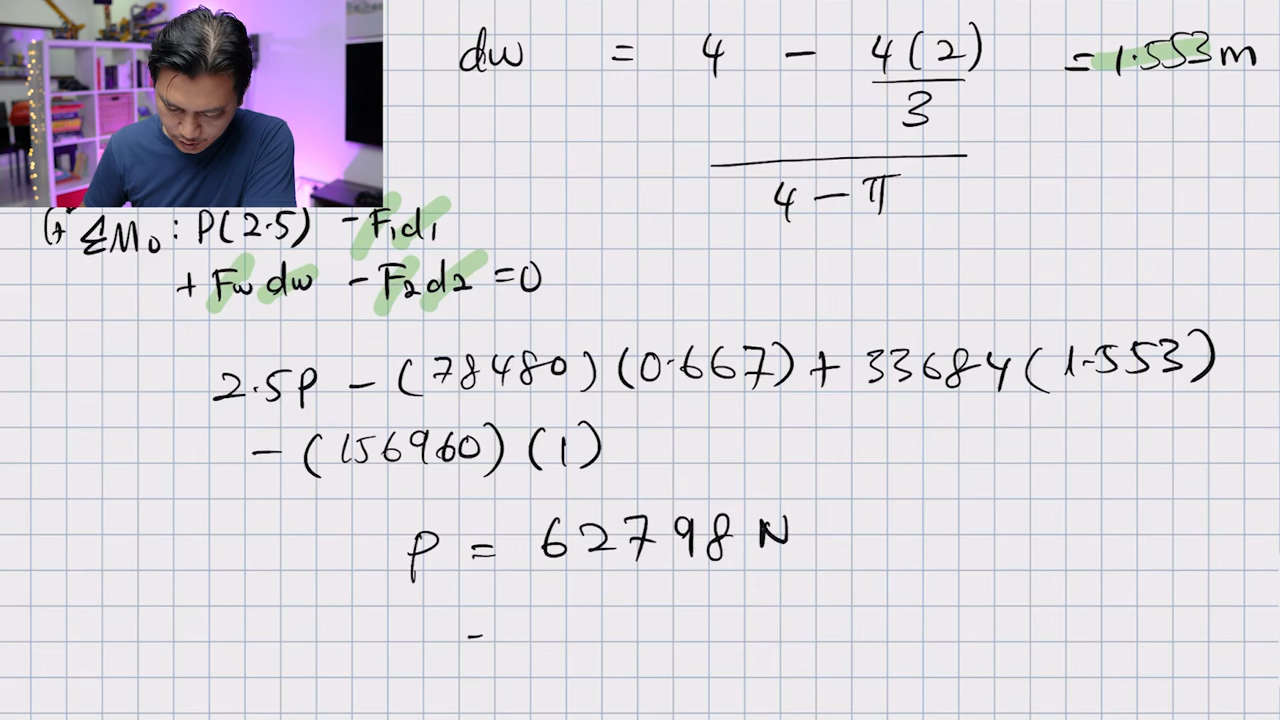 dw = 4 - 4(2)/3 / 4 - π = 1.553 m
(+ ΣM₀ : P(2.5) - F₁d₁
+ Fw dw - F₂d₂ = 0
2.5P - (78480)(0.667) + 33684(1.553)
- (156960)(1)
P = 62798 N
=